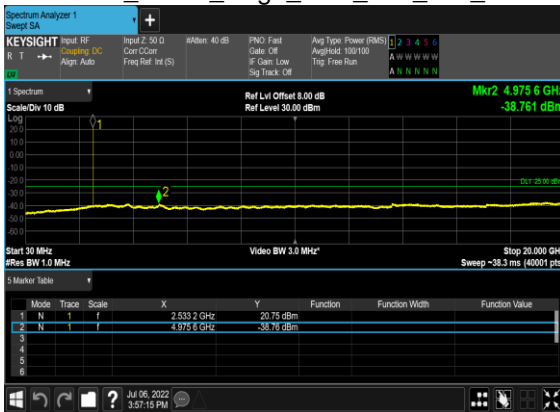 Spectrum Analyzer 1
Swept SA
KEYSIGHT Input: RF Input Z: 50 Ω #Atten: 40 dB PNO: Fast Avg Type: Power (RMS) 1 2 3 4 5 6
R T Coupling: DC Corr CCorr Gate: Off Avg|Hold: 100/100 A W W W W W
Align: Auto Freq Ref: Int (S) IF Gain: Low Trig: Free Run
Sig Track: Off A N N N N N
1 Spectrum Ref Lvl Offset 8.00 dB Mkr2 4.975 6 GHz
Scale/Div 10 dB Ref Level 30.00 dBm -38.761 dBm
Log
20.0 1
10.0
0.00
-10.0
-20.0 DL1 -25.00 dBm
-30.0 2
-40.0
-50.0
-60.0
Start 30 MHz Video BW 3.0 MHz* Stop 20.000 GH
#Res BW 1.0 MHz Sweep ~38.3 ms (40001 pts
5 Marker Table
Mode Trace Scale X Y Function Function Width Function Value
1 N 1 f 2.533 2 GHz 20.75 dBm
2 N 1 f 4.975 6 GHz -38.76 dBm
3
4
5
6
? Jul 06, 2022
3:57:15 PM